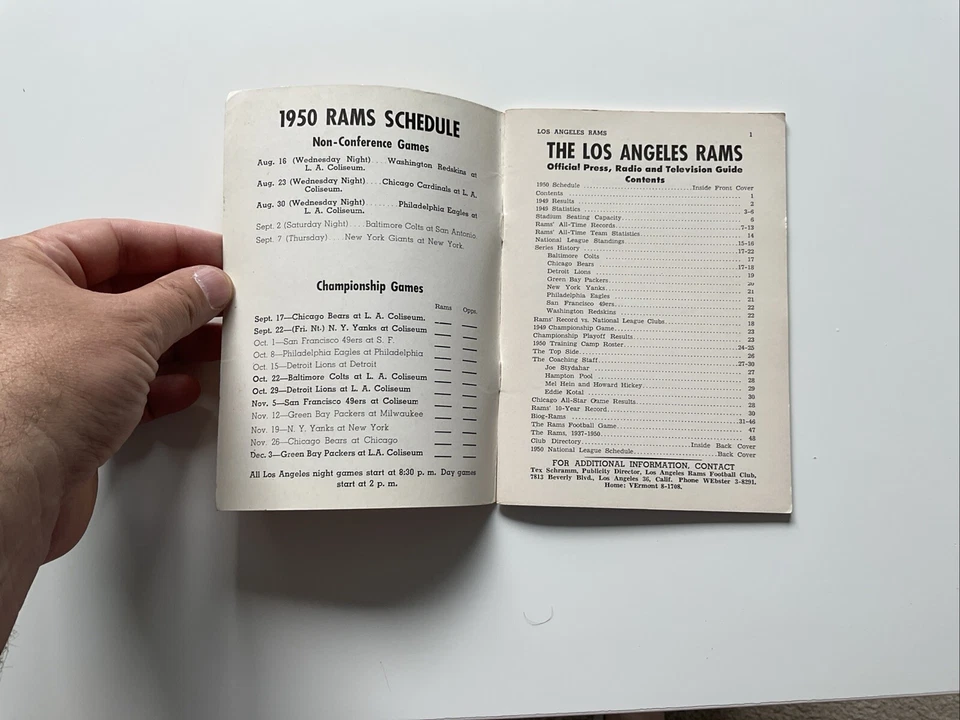 1950 RAMS SCHEDULE
Non-Conference Games
Aug. 16 (Wednesday Night)....Washington Redskins at
L. A. Coliseum.
Aug. 23 (Wednesday Night)....Chicago Cardinals at L. A.
Coliseum.
Aug. 30 (Wednesday Night)........Philadelphia Eagles at
L. A. Coliseum.
Sept. 2 (Saturday Night)....Baltimore Colts at San Antonio.
Sept. 7 (Thursday)....New York Giants at New York.
Championship Games
Rams Opps.
Sept. 17—Chicago Bears at L. A. Coliseum.
Sept. 22—(Fri. Nt.) N. Y. Yanks at Coliseum
Oct. 1—San Francisco 49ers at S. F.
Oct. 8—Philadelphia Eagles at Philadelphia
Oct. 15—Detroit Lions at Detroit
Oct. 22—Baltimore Colts at L. A. Coliseum
Oct. 29—Detroit Lions at L. A. Coliseum
Nov. 5—San Francisco 49ers at Coliseum
Nov. 12—Green Bay Packers at Milwaukee
Nov. 19—N. Y. Yanks at New York
Nov. 26—Chicago Bears at Chicago
Dec. 3—Green Bay Packers at L.A. Coliseum
All Los Angeles night games start at 8:30 p. m. Day games
start at 2 p. m.
LOS ANGELES RAMS 1
THE LOS ANGELES RAMS
Official Press, Radio and Television Guide
Contents
1950 Schedule ........Inside Front Cover
Contents ........ 1
1949 Results ........ 2
1949 Statistics ........ 3-6
Stadium Seating Capacity ........ 6
Rams' All-Time Records ........ 7-13
Rams' All-Time Team Statistics ........ 14
National League Standings ........ 15-16
Series History ........ 17-22
Baltimore Colts ........ 17
Chicago Bears ........ 17-18
Detroit Lions ........ 19
Green Bay Packers ........ 20
New York Yanks ........ 21
Philadelphia Eagles ........ 21
San Francisco 49ers ........ 22
Washington Redskins ........ 22
Rams' Record vs. National League Clubs ........ 18
1949 Championship Game ........ 23
Championship Playoff Results ........ 23
1950 Training Camp Roster ........ 24-25
The Top Side ........ 26
The Coaching Staff ........ 27-30
Joe Stydahar ........ 27
Hampton Pool ........ 28
Mel Hein and Howard Hickey ........ 29
Eddie Kotal ........ 30
Chicago All-Star Game Results ........ 28
Rams' 10-Year Record ........ 30
Biog-Rams ........ 31-46
The Rams Football Game ........ 47
The Rams, 1937-1950 ........ 48
Club Directory ........ Inside Back Cover
1950 National League Schedule ........ Back Cover
FOR ADDITIONAL INFORMATION, CONTACT
Tex Schramm, Publicity Director, Los Angeles Rams Football Club,
7813 Beverly Blvd., Los Angeles 36, Calif, Phone WEbster 3-8291,
Home: VErmont 8-1708.